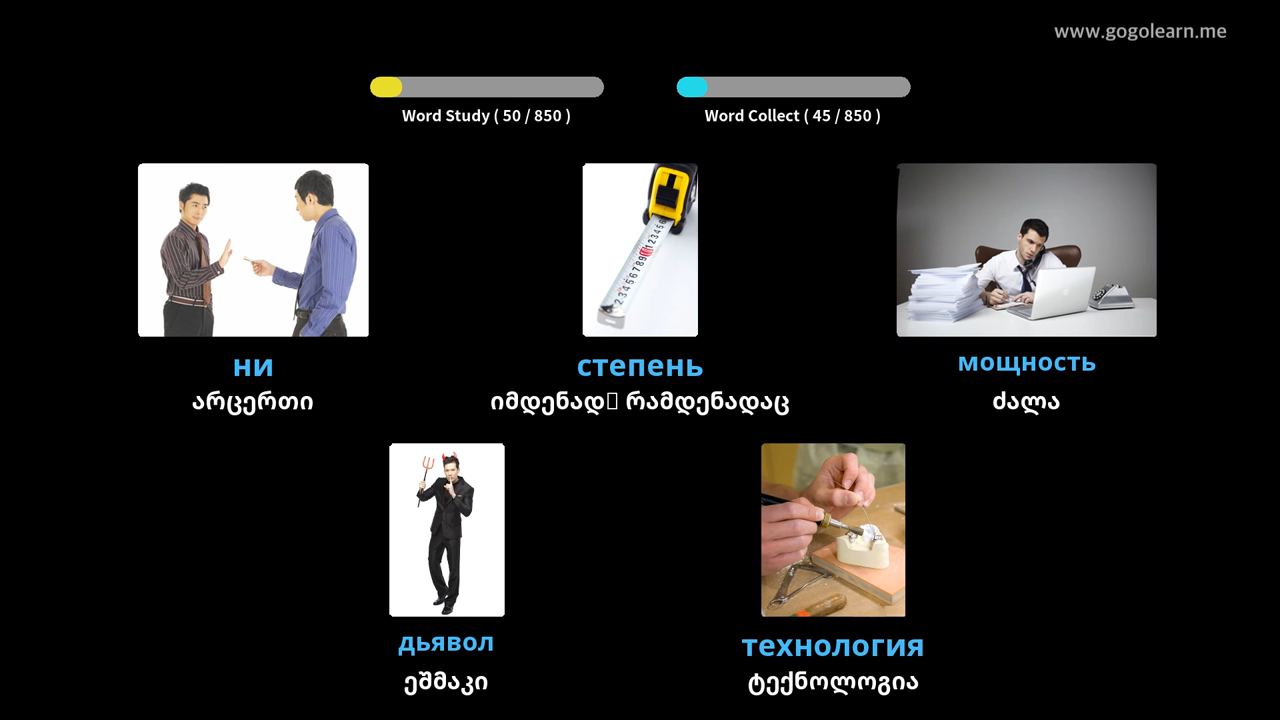 www.gogolearn.me
Word Study ( 50 / 850 )
Word Collect ( 45 / 850 )
ни
არცერთი
степень
იმდენად რამდენადაც
мощность
ძალა
дьявол
ეშმაკი
технология
ტექნოლოგია